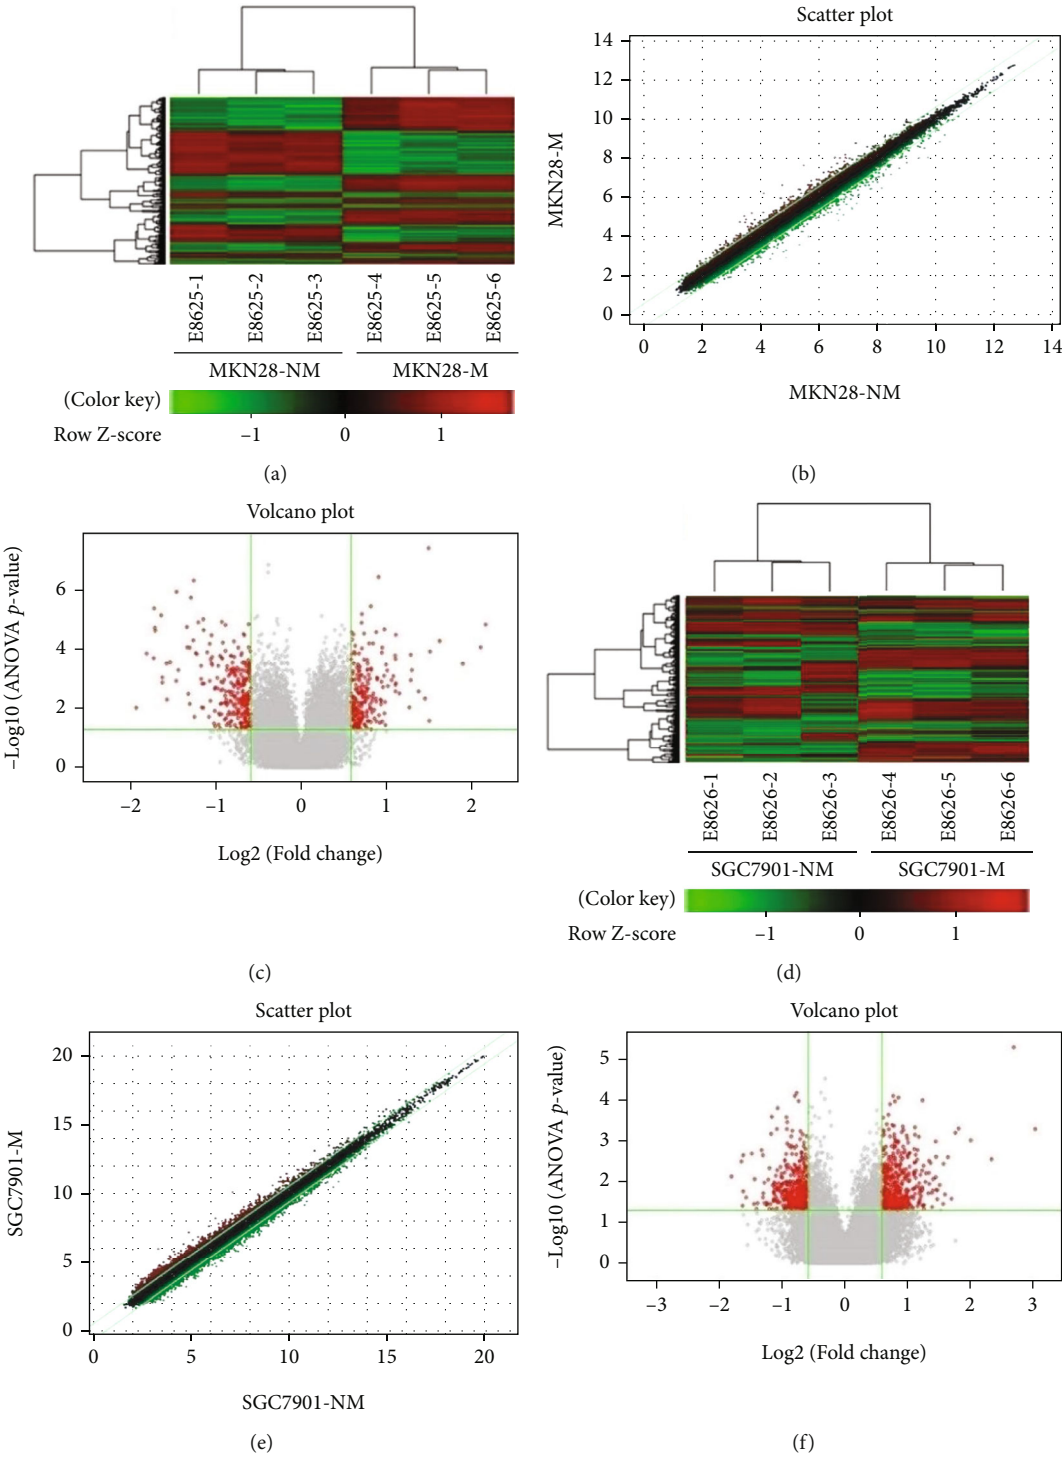 E8625-1
E8625-2
E8625-3
E8625-4
E8625-5
E8625-6
MKN28-NM
MKN28-M
(Color key)
Row Z-score
–1
0
1
(a)
Scatter plot
MKN28-M
14
12
10
8
6
4
2
0
0 2 4 6 8 10 12 14
MKN28-NM
(b)
Volcano plot
–Log10 (ANOVA p-value)
6
4
2
0
–2 –1 0 1 2
Log2 (Fold change)
(c)
E8626-1
E8626-2
E8626-3
E8626-4
E8626-5
E8626-6
SGC7901-NM
SGC7901-M
(Color key)
Row Z-score
–1
0
1
(d)
Scatter plot
SGC7901-M
20
15
10
5
0
0 5 10 15 20
SGC7901-NM
(e)
Volcano plot
–Log10 (ANOVA p-value)
5
4
3
2
1
0
–3 –2 –1 0 1 2 3
Log2 (Fold change)
(f)